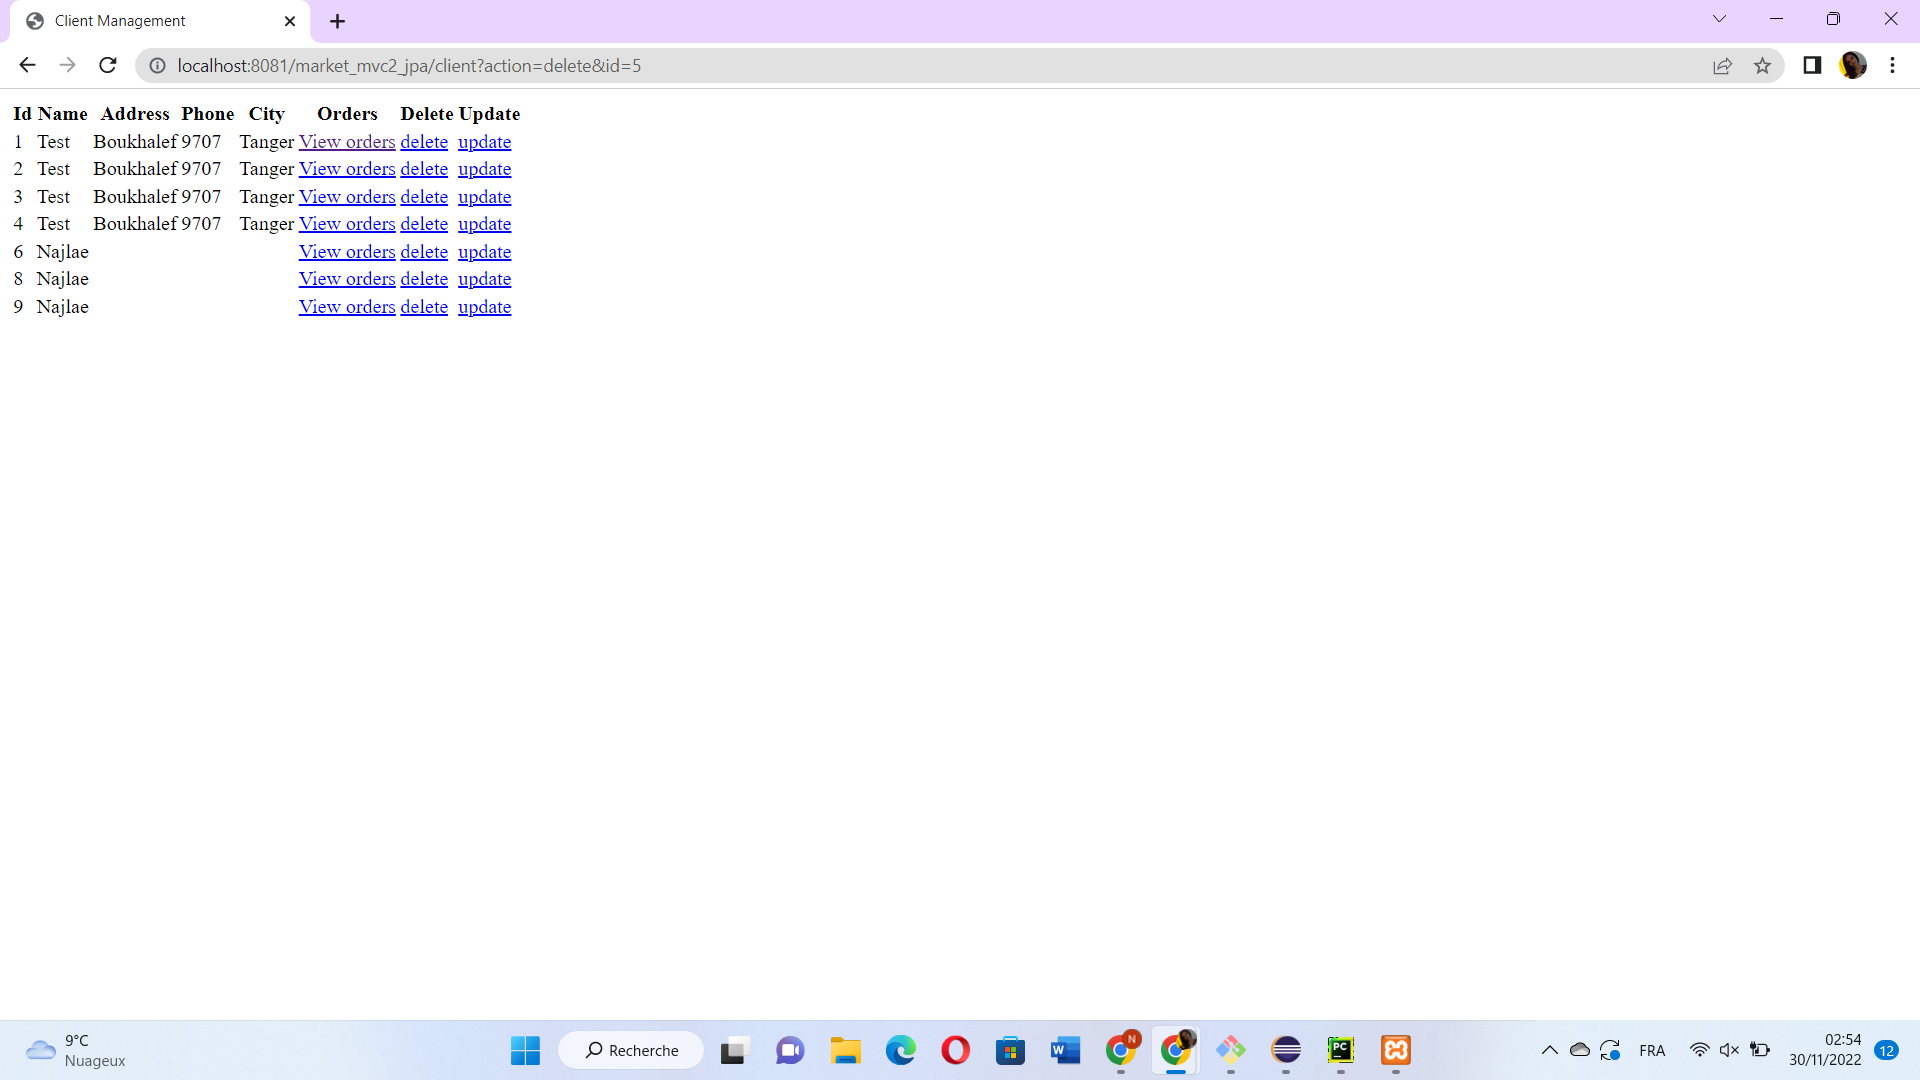 Client Management
localhost:8081/market_mvc2_jpa/client?action=delete&id=5
Id Name Address Phone City Orders Delete Update
1 Test Boukhalef 9707 Tanger View orders delete update
2 Test Boukhalef 9707 Tanger View orders delete update
3 Test Boukhalef 9707 Tanger View orders delete update
4 Test Boukhalef 9707 Tanger View orders delete update
6 Najlae View orders delete update
8 Najlae View orders delete update
9 Najlae View orders delete update
9°C
Nuageux
Recherche
W
N
PC
FRA
02:54
30/11/2022
12